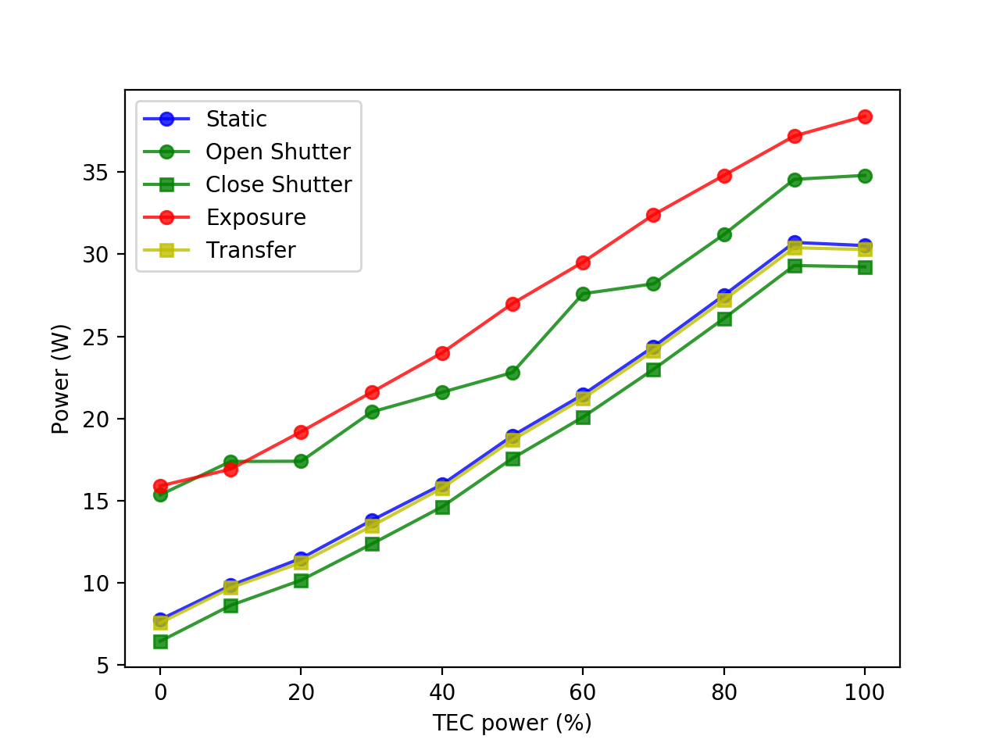 Static
Open Shutter
Close Shutter
Exposure
Transfer
35
30
25
20
15
10
5
Power (W)
0 20 40 60 80 100
TEC power (%)